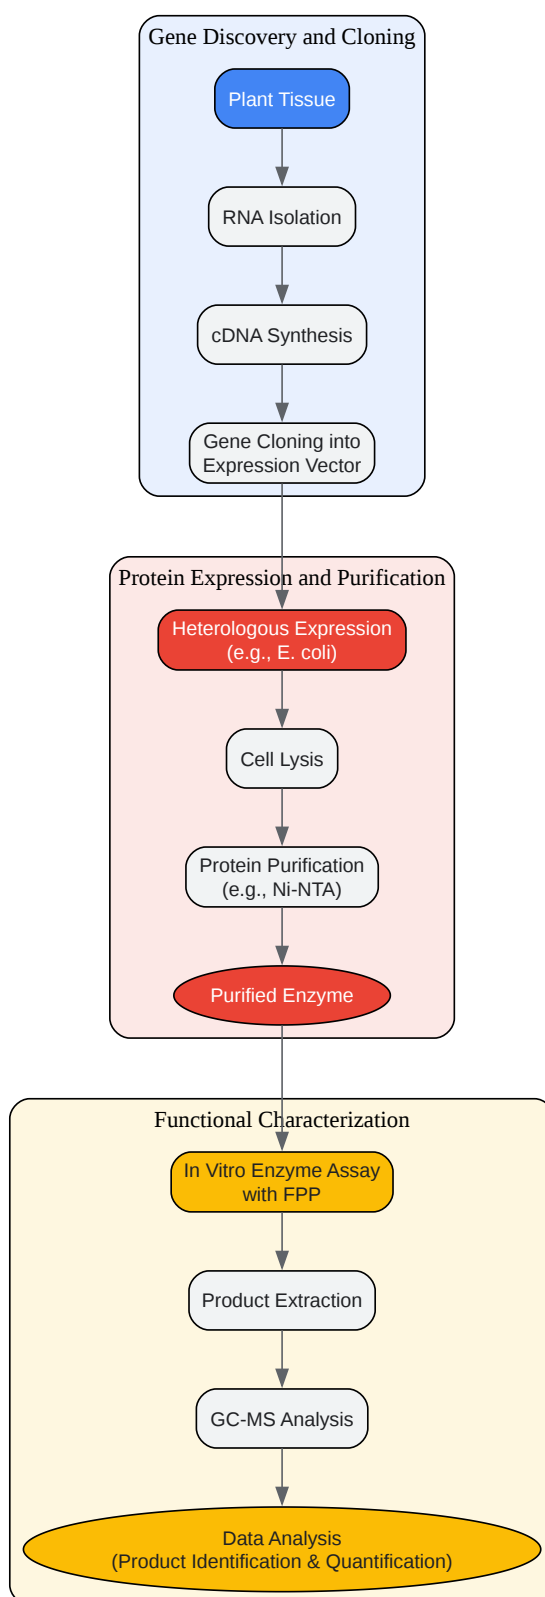 Gene Discovery and Cloning
Plant Tissue
RNA Isolation
cDNA Synthesis
Gene Cloning into
Expression Vector
Protein Expression and Purification
Heterologous Expression
(e.g., E. coli)
Cell Lysis
Protein Purification
(e.g., Ni-NTA)
Purified Enzyme
Functional Characterization
In Vitro Enzyme Assay
with FPP
Product Extraction
GC-MS Analysis
Data Analysis
(Product Identification & Quantification)